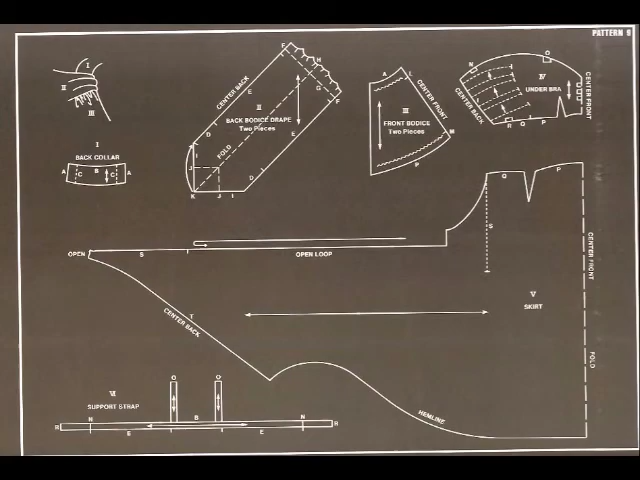 PATTERN 9
I
II
III
I
BACK COLLAR
A
C
B
C
A
F
H
G
F
CENTER BACK
E
II
BACK BODICE DRAPE
Two Pieces
D
FOLD
E
I
J
D
K
J
I
A
L
CENTER FRONT
III
FRONT BODICE
Two Pieces
M
P
N
O
IV
UNDER BRA
CENTER FRONT
CENTER BACK
I
R
Q
P
Q
P
S
OPEN
S
OPEN LOOP
CENTER FRONT
V
SKIRT
T
CENTER BACK
FOLD
HEMLINE
VI
SUPPORT STRAP
O
O
R
N
B
N
R
E
E